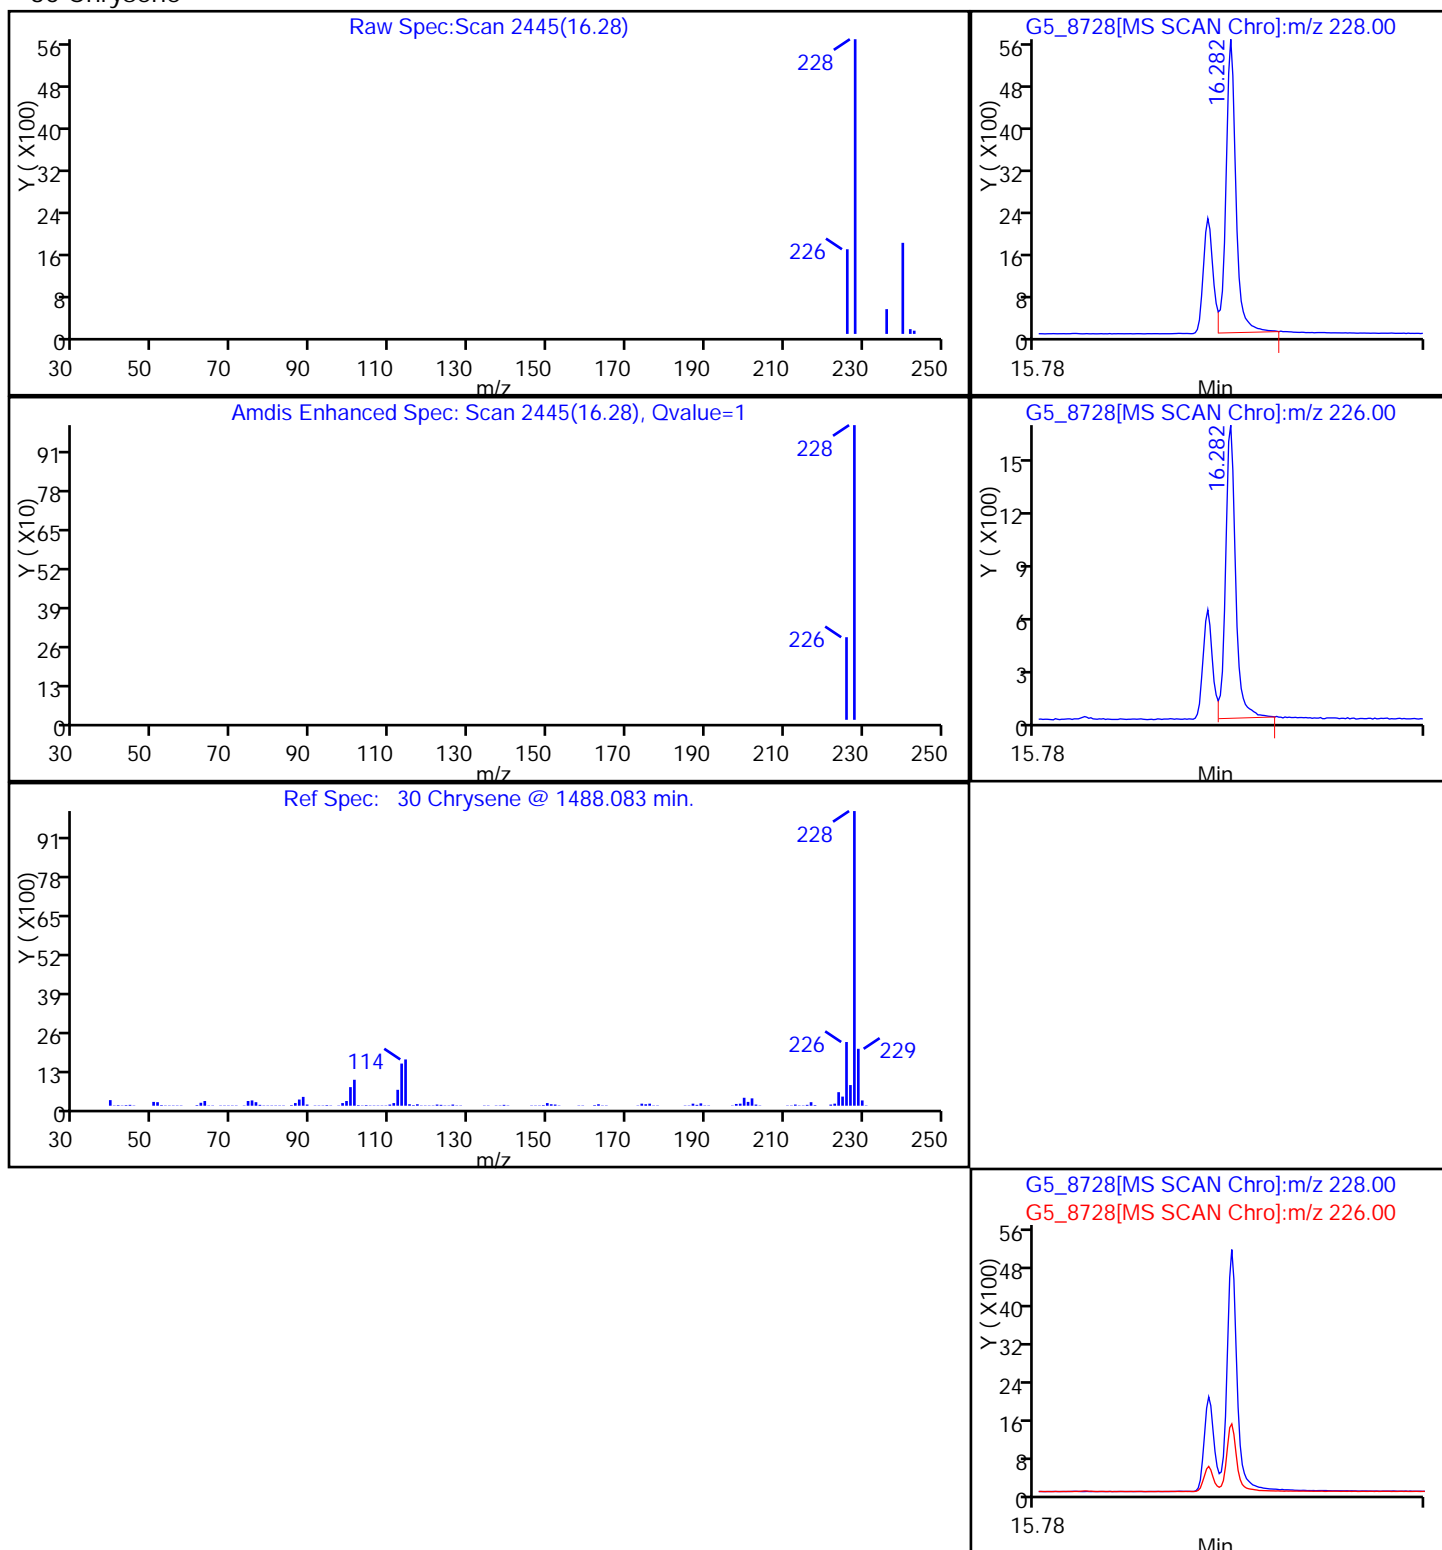 30 Chrysene
Raw Spec:Scan 2445(16.28)
Y ( X100)
56
48
40
32
24
16
8
0
228
226
30 50 70 90 110 130 150 170 190 210 230 250
m/z
G5_8728[MS SCAN Chro]:m/z 228.00
Y ( X100)
56
48
40
32
24
16
8
0
16.282
15.78
Min
Amdis Enhanced Spec: Scan 2445(16.28), Qvalue=1
Y ( X10)
91
78
65
52
39
26
13
0
228
226
30 50 70 90 110 130 150 170 190 210 230 250
m/z
G5_8728[MS SCAN Chro]:m/z 226.00
Y ( X100)
15
12
9
6
3
0
16.282
15.78
Min
Ref Spec: 30 Chrysene @ 1488.083 min.
Y ( X100)
91
78
65
52
39
26
13
0
228
226
229
114
30 50 70 90 110 130 150 170 190 210 230 250
m/z
G5_8728[MS SCAN Chro]:m/z 228.00
G5_8728[MS SCAN Chro]:m/z 226.00
Y ( X100)
56
48
40
32
24
16
8
0
15.78
Min